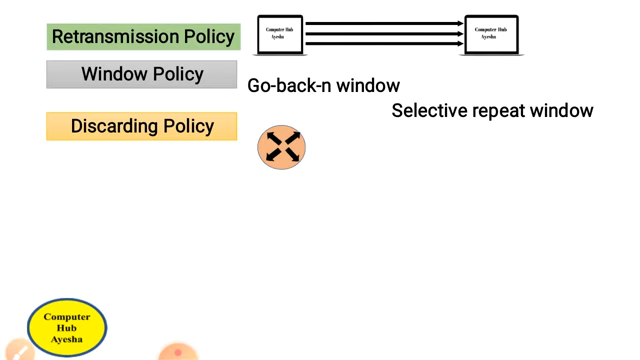 Retransmission Policy
Computer Hub
Ayesha
Computer Hub
Ayesha
Window Policy
Go-back-n window
Selective repeat window
Discarding Policy
Computer
Hub
Ayesha